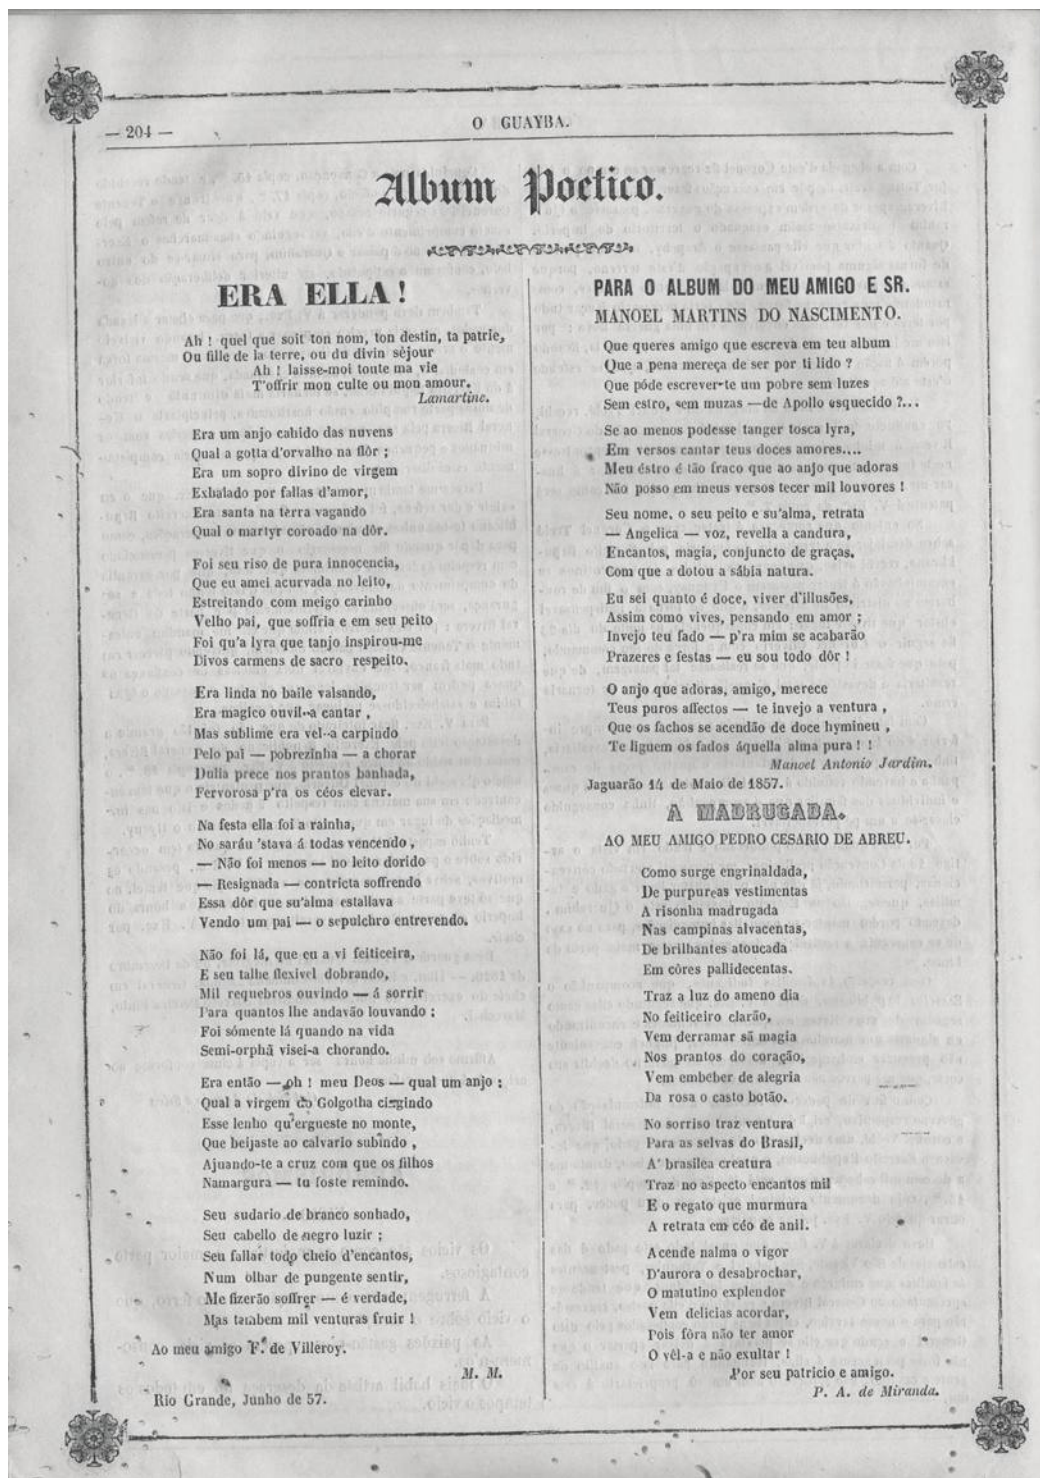 — 204 —
O GUAYBA.
Album Poetico.
ERA ELLA!
Ah ! quel que soit ton nom, ton destin, ta patrie,
Ou fille de la terre, ou du divin sèjour
Ah ! laisse-moi toute ma vie
T'offrir mon culte ou mon amour.
Lamartine.
Era um anjo cahido das nuvens
Qual a gotta d'orvalho na flôr ;
Era um sopro divino de virgem
Exhalado por fallas d'amor,
Era santa na tèrra vagando
Qual o martyr coroado na dôr.
Foi seu riso de pura innocencia,
Que eu amei acurvada no leito,
Estreitando com meigo carinho
Velho pai, que soffria e em seu peito
Foi qu'a lyra que tanjo inspirou-me
Divos carmens de sacro respeito.
Era linda no baile valsando,
Era magico ouvil-a cantar ,
Mas sublime era vel-a carpindo
Pelo pai — pobrezinha — a chorar
Dulia prece nos prantos banhada,
Fervorosa p'ra os céos elevar.
Na festa ella foi a rainha,
No saráu 'stava á todas vencendo ,
— Não foi menos — no leito dorido
— Resignada — contricta soffrendo
Essa dôr que su'alma estallava
Vendo um pai — o sepulchro entrevendo.
Não foi lá, que eu a vi feiticeira,
E seu talhe flexivel dobrando,
Mil requebros ouvindo — á sorrir
Para quantos lhe andavão louvando ;
Foi sómente lá quando na vida
Semi-orphã visei-a chorando.
Era então — oh ! meu Deos — qual um anjo ;
Qual a virgem do Golgotha cingindo
Esse lenho qu'ergueste no monte,
Que beijaste ao calvario subindo ,
Ajuando-te a cruz com que os filhos
Namargura — tu foste remindo.
Seu sudario de branco sonhado,
Seu cabello de negro luzir ;
Seu fallar todo cheio d'encantos,
Num olhar de pungente sentir,
Me fizerão soffrer — é verdade,
Mas tambem mil venturas fruir !
Ao meu amigo F. de Villeroy.
M. M.
Rio Grande, Junho de 57.
PARA O ALBUM DO MEU AMIGO E SR.
MANOEL MARTINS DO NASCIMENTO.
Que queres amigo que escreva em teu album
Que a pena mereça de ser por ti lido ?
Que póde escrever-te um pobre sem luzes
Sem estro, sem muzas — de Apollo esquecido ?...
Se ao menos podesse tanger tosca lyra,
Em versos cantar teus doces amores....
Meu éstro é tão fraco que ao anjo que adoras
Não posso em meus versos tecer mil louvores !
Seu nome, o seu peito e su'alma, retrata
— Angelica — voz, revella a candura,
Encantos, magia, conjuncto de graças,
Com que a dotou a sábia natura.
Eu sei quanto é doce, viver d'illusões,
Assim como vives, pensando em amor ;
Invejo teu fado — p'ra mim se acabarão
Prazeres e festas — eu sou todo dôr !
O anjo que adoras, amigo, merece
Teus puros affectos — te invejo a ventura ,
Que os fachos se acendão de doce hymineu ,
Te liguem os fados áquella alma pura ! !
Manoel Antonio Jardim.
Jaguarão 14 de Maio de 1857.
A MADRUGADA.
AO MEU AMIGO PEDRO CESARIO DE ABREU.
Como surge engrinaldada,
De purpureas vestimentas
A risonha madrugada
Nas campinas alvacentas,
De brilhantes atoucada
Em côres pallidecentas.
Traz a luz do ameno dia
No feiticeiro clarão,
Vem derramar sã magia
Nos prantos do coração,
Vem embeber de alegria
Da rosa o casto botão.
No sorriso traz ventura
Para as selvas do Brasil,
A' brasilea creatura
Traz no aspecto encantos mil
E o regato que murmura
A retrata em céo de anil.
Acende nalma o vigor
D'aurora o desabrochar,
O matutino explendor
Vem delicias acordar,
Pois fôra não ter amor
O vêl-a e não exultar !
Por seu patricio e amigo.
P. A. de Miranda.